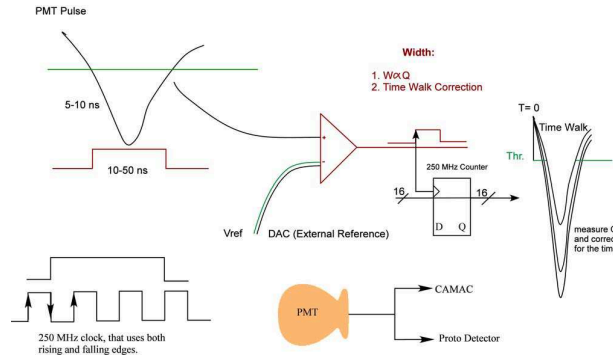 PMT Pulse
5-10 ns
10-50 ns
Width:
1. WαQ
2. Time Walk Correction
+
-
Vref
DAC (External Reference)
250 MHz Counter
16
16
D Q
T= 0
Time Walk
Thr.
measure
and correc
for the tim
250 MHz clock, that uses both
rising and falling edges.
PMT
CAMAC
Proto Detector